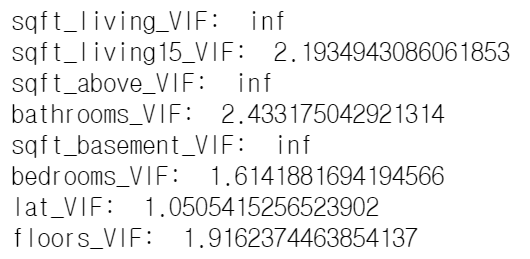 sqft_living_VIF:  inf
sqft_living15_VIF:  2.1934943086061853
sqft_above_VIF:  inf
bathrooms_VIF:  2.433175042921314
sqft_basement_VIF:  inf
bedrooms_VIF:  1.6141881694194566
lat_VIF:  1.0505415256523902
floors_VIF:  1.9162374463854137